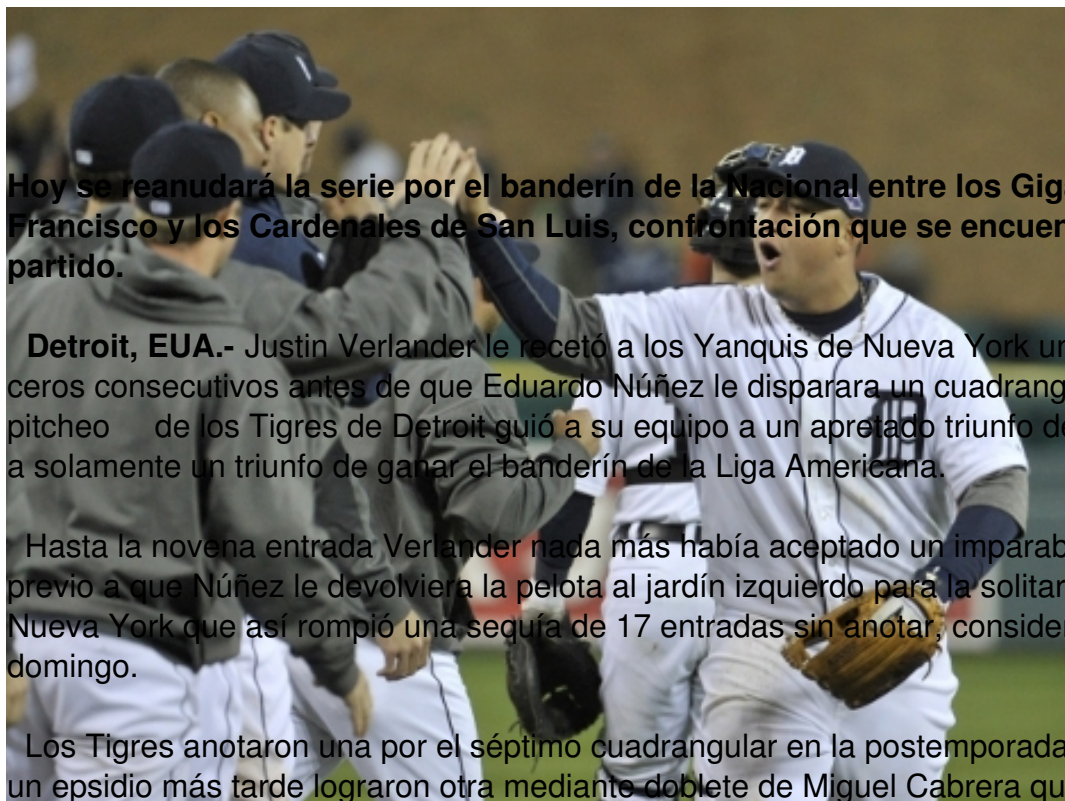 Hoy se reanudará la serie por el banderín de la Nacional entre los Giga
Francisco y los Cardenales de San Luis, confrontación que se encuen
partido.
Detroit, EUA.- Justin Verlander le recetó a los Yanquis de Nueva York un
ceros consecutivos antes de que Eduardo Núñez le disparara un cuadrang
pitcheo de los Tigres de Detroit guió a su equipo a un apretado triunfo de
a solamente un triunfo de ganar el banderín de la Liga Americana.
Hasta la novena entrada Verlander nada más había aceptado un imparab
previo a que Núñez le devolviera la pelota al jardín izquierdo para la solitar
Nueva York que así rompió una sequía de 17 entradas sin anotar, consider
domingo.
Los Tigres anotaron una por el séptimo cuadrangular en la postemporada
un epsidio más tarde lograron otra mediante doblete de Miguel Cabrera qu